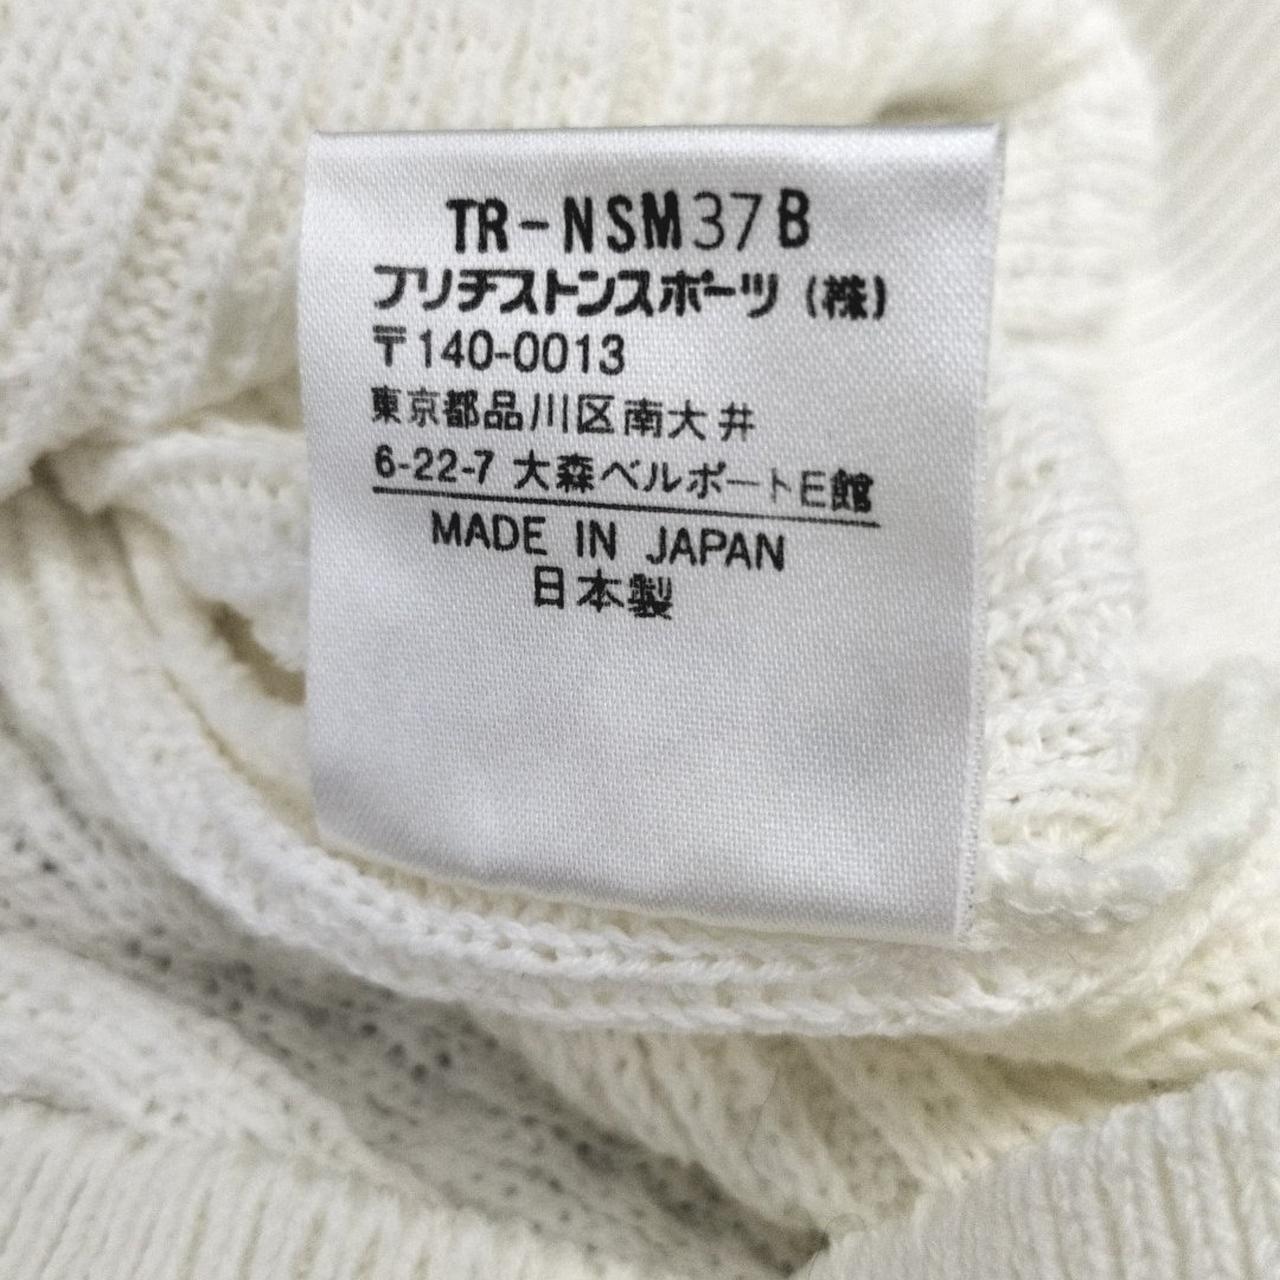 TR-NSM37B
ブリヂストンスポーツ(株)
〒140-0013
東京都品川区南大井
6-22-7 大森ベルポートE館
MADE IN JAPAN
日本製